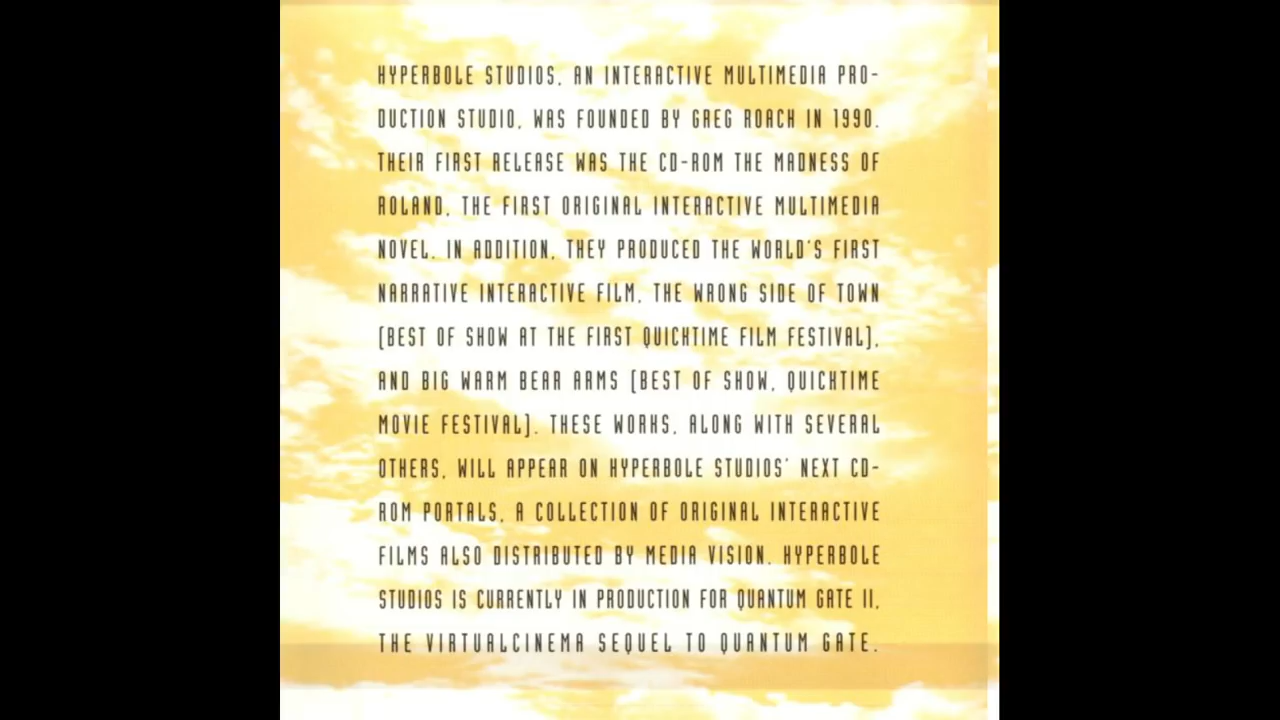 HYPERBOLE STUDIOS, AN INTERACTIVE MULTIMEDIA PRO-
DUCTION STUDIO, WAS FOUNDED BY GREG ROACH IN 1990.
THEIR FIRST RELEASE WAS THE CD-ROM THE MADNESS OF
ROLAND, THE FIRST ORIGINAL INTERACTIVE MULTIMEDIA
NOVEL. IN ADDITION, THEY PRODUCED THE WORLD'S FIRST
NARRATIVE INTERACTIVE FILM, THE WRONG SIDE OF TOWN
[BEST OF SHOW AT THE FIRST QUICKTIME FILM FESTIVAL],
AND BIG WARM BEAR ARMS [BEST OF SHOW, QUICKTIME
MOVIE FESTIVAL]. THESE WORKS, ALONG WITH SEVERAL
OTHERS, WILL APPEAR ON HYPERBOLE STUDIOS' NEXT CD-
ROM PORTALS, A COLLECTION OF ORIGINAL INTERACTIVE
FILMS ALSO DISTRIBUTED BY MEDIA VISION. HYPERBOLE
STUDIOS IS CURRENTLY IN PRODUCTION FOR QUANTUM GATE II,
THE VIRTUALCINEMA SEQUEL TO QUANTUM GATE.